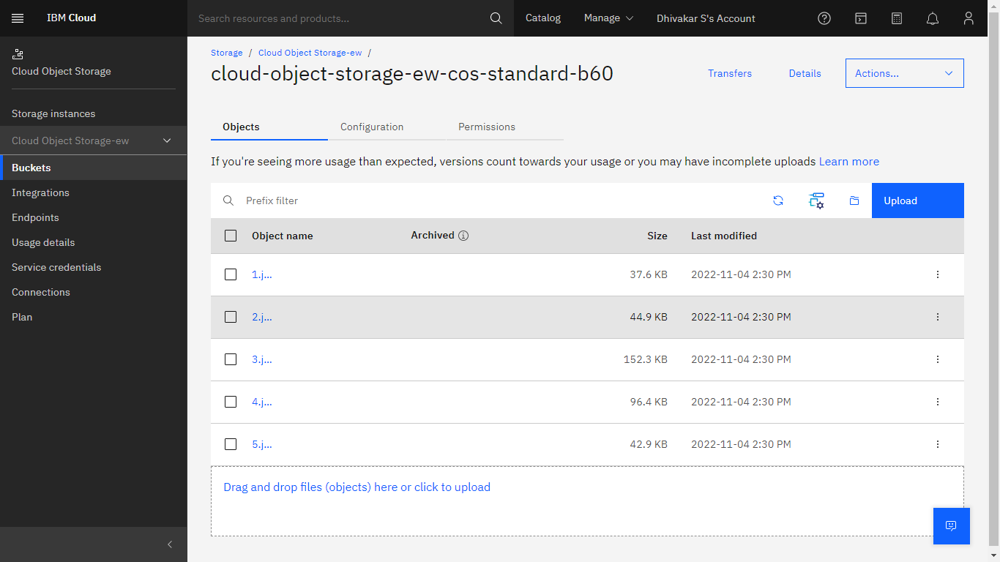 IBM Cloud
Search resources and products...
Catalog
Manage
Dhivakar S's Account
Cloud Object Storage
Storage instances
Cloud Object Storage-ew
Buckets
Integrations
Endpoints
Usage details
Service credentials
Connections
Plan
Storage / Cloud Object Storage-ew /
cloud-object-storage-ew-cos-standard-b60
Transfers
Details
Actions...
Objects
Configuration
Permissions
If you're seeing more usage than expected, versions count towards your usage or you may have incomplete uploads Learn more
Prefix filter
Upload
Object name Archived Size Last modified
1.j... 37.6 KB 2022-11-04 2:30 PM
2.j... 44.9 KB 2022-11-04 2:30 PM
3.j... 152.3 KB 2022-11-04 2:30 PM
4.j... 96.4 KB 2022-11-04 2:30 PM
5.j... 42.9 KB 2022-11-04 2:30 PM
Drag and drop files (objects) here or click to upload